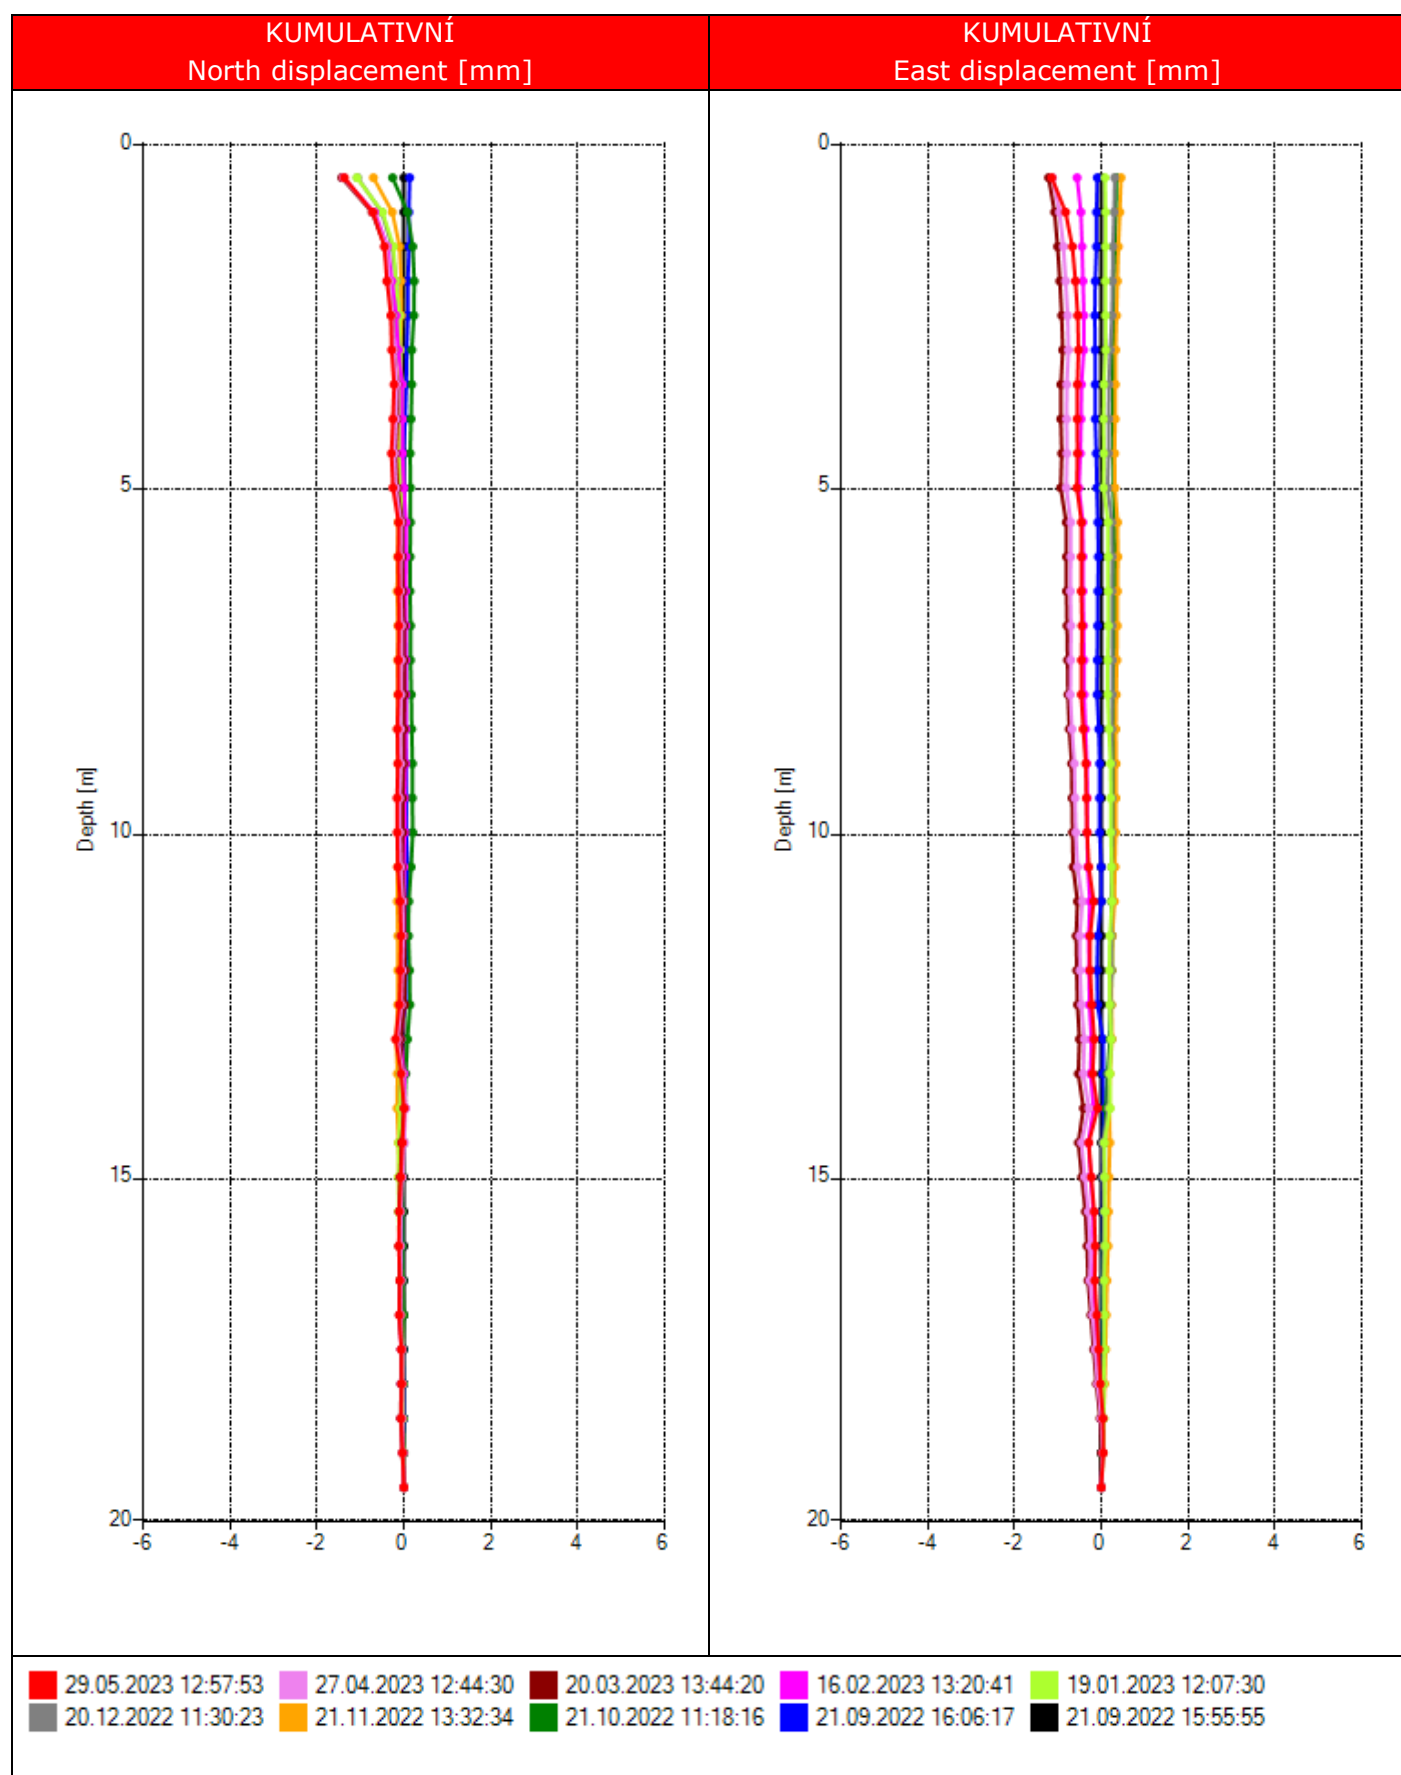 KUMULATIVNÍ
North displacement [mm]
KUMULATIVNÍ
East displacement [mm]
0
5
10
15
20
Depth [m]
-6 -4 -2 0 2 4 6
0
5
10
15
20
Depth [m]
-6 -4 -2 0 2 4 6
29.05.2023 12:57:53 27.04.2023 12:44:30 20.03.2023 13:44:20 16.02.2023 13:20:41 19.01.2023 12:07:30
20.12.2022 11:30:23 21.11.2022 13:32:34 21.10.2022 11:18:16 21.09.2022 16:06:17 21.09.2022 15:55:55